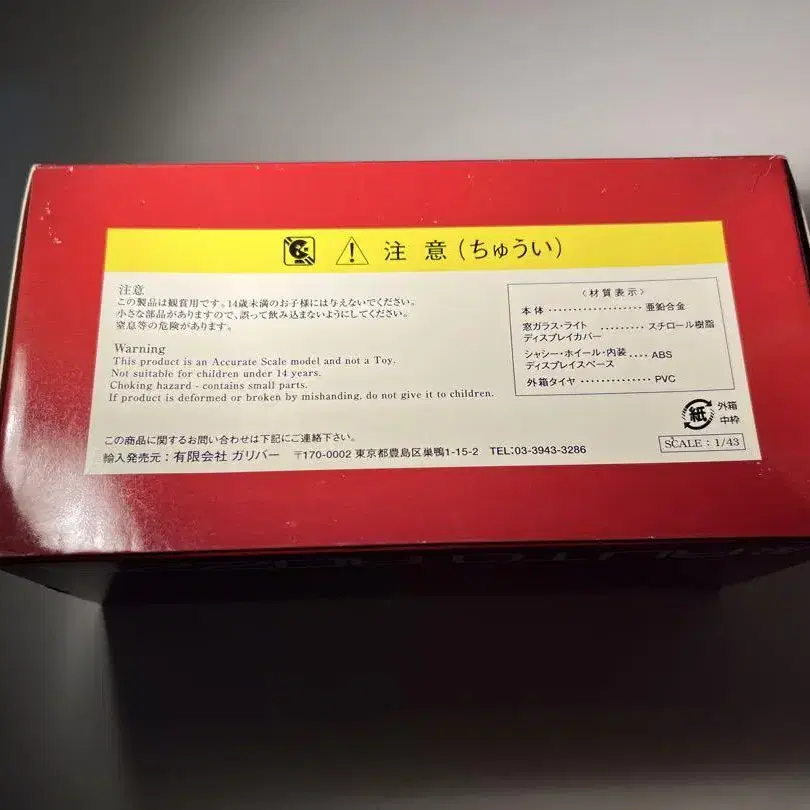 注意(ちゅうい)
注意
この製品は観賞用です。14歳未満のお子様には与えないでください。
小さな部品がありますので、誤って飲み込まないようにしてください。
窒息等の危険があります。
Warning
This product is an Accurate Scale model and not a Toy.
Not suitable for children under 14 years.
Choking hazard - contains small parts.
If product is deformed or broken by mishanding, do not give it to children.
(材質表示)
本体 ・・・・・・・・・・・・・・・・・・・ 亜鉛合金
窓ガラス・ライト ・・・・・・・・・ スチロール樹脂
ディスプレイカバー
シャシー・ホイール・内装 ・・・・ ABS
ディスプレイスベース
外箱タイヤ ・・・・・・・・・・・・・・ PVC
紙 外箱
中枠
SCALE : 1/43
この商品に関するお問い合わせは下記にご連絡下さい。
輸入発売元:有限会社 ガリバー 〒170-0002 東京都豊島区巣鴨1-15-2 TEL:03-3943-3286